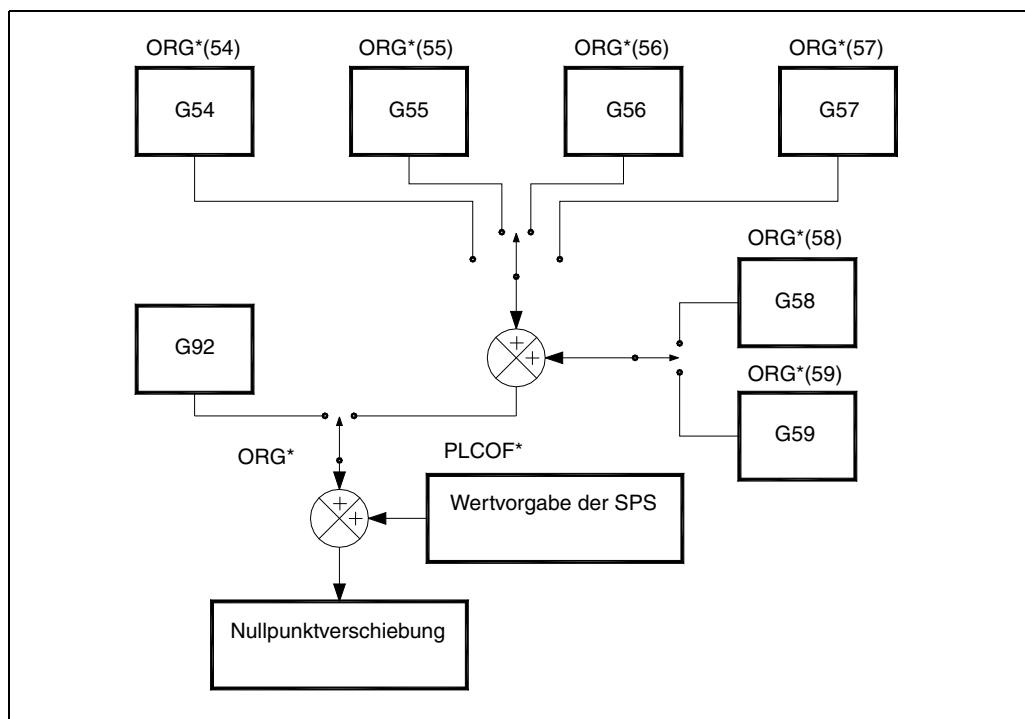 ORG*(54) ORG*(55) ORG*(56) ORG*(57)
G54 G55 G56 G57
ORG*(58)
G58
G92
+
+
ORG*(59)
G59
ORG*
PLCOF*
Wertvorgabe der SPS
+
+
Nullpunktverschiebung